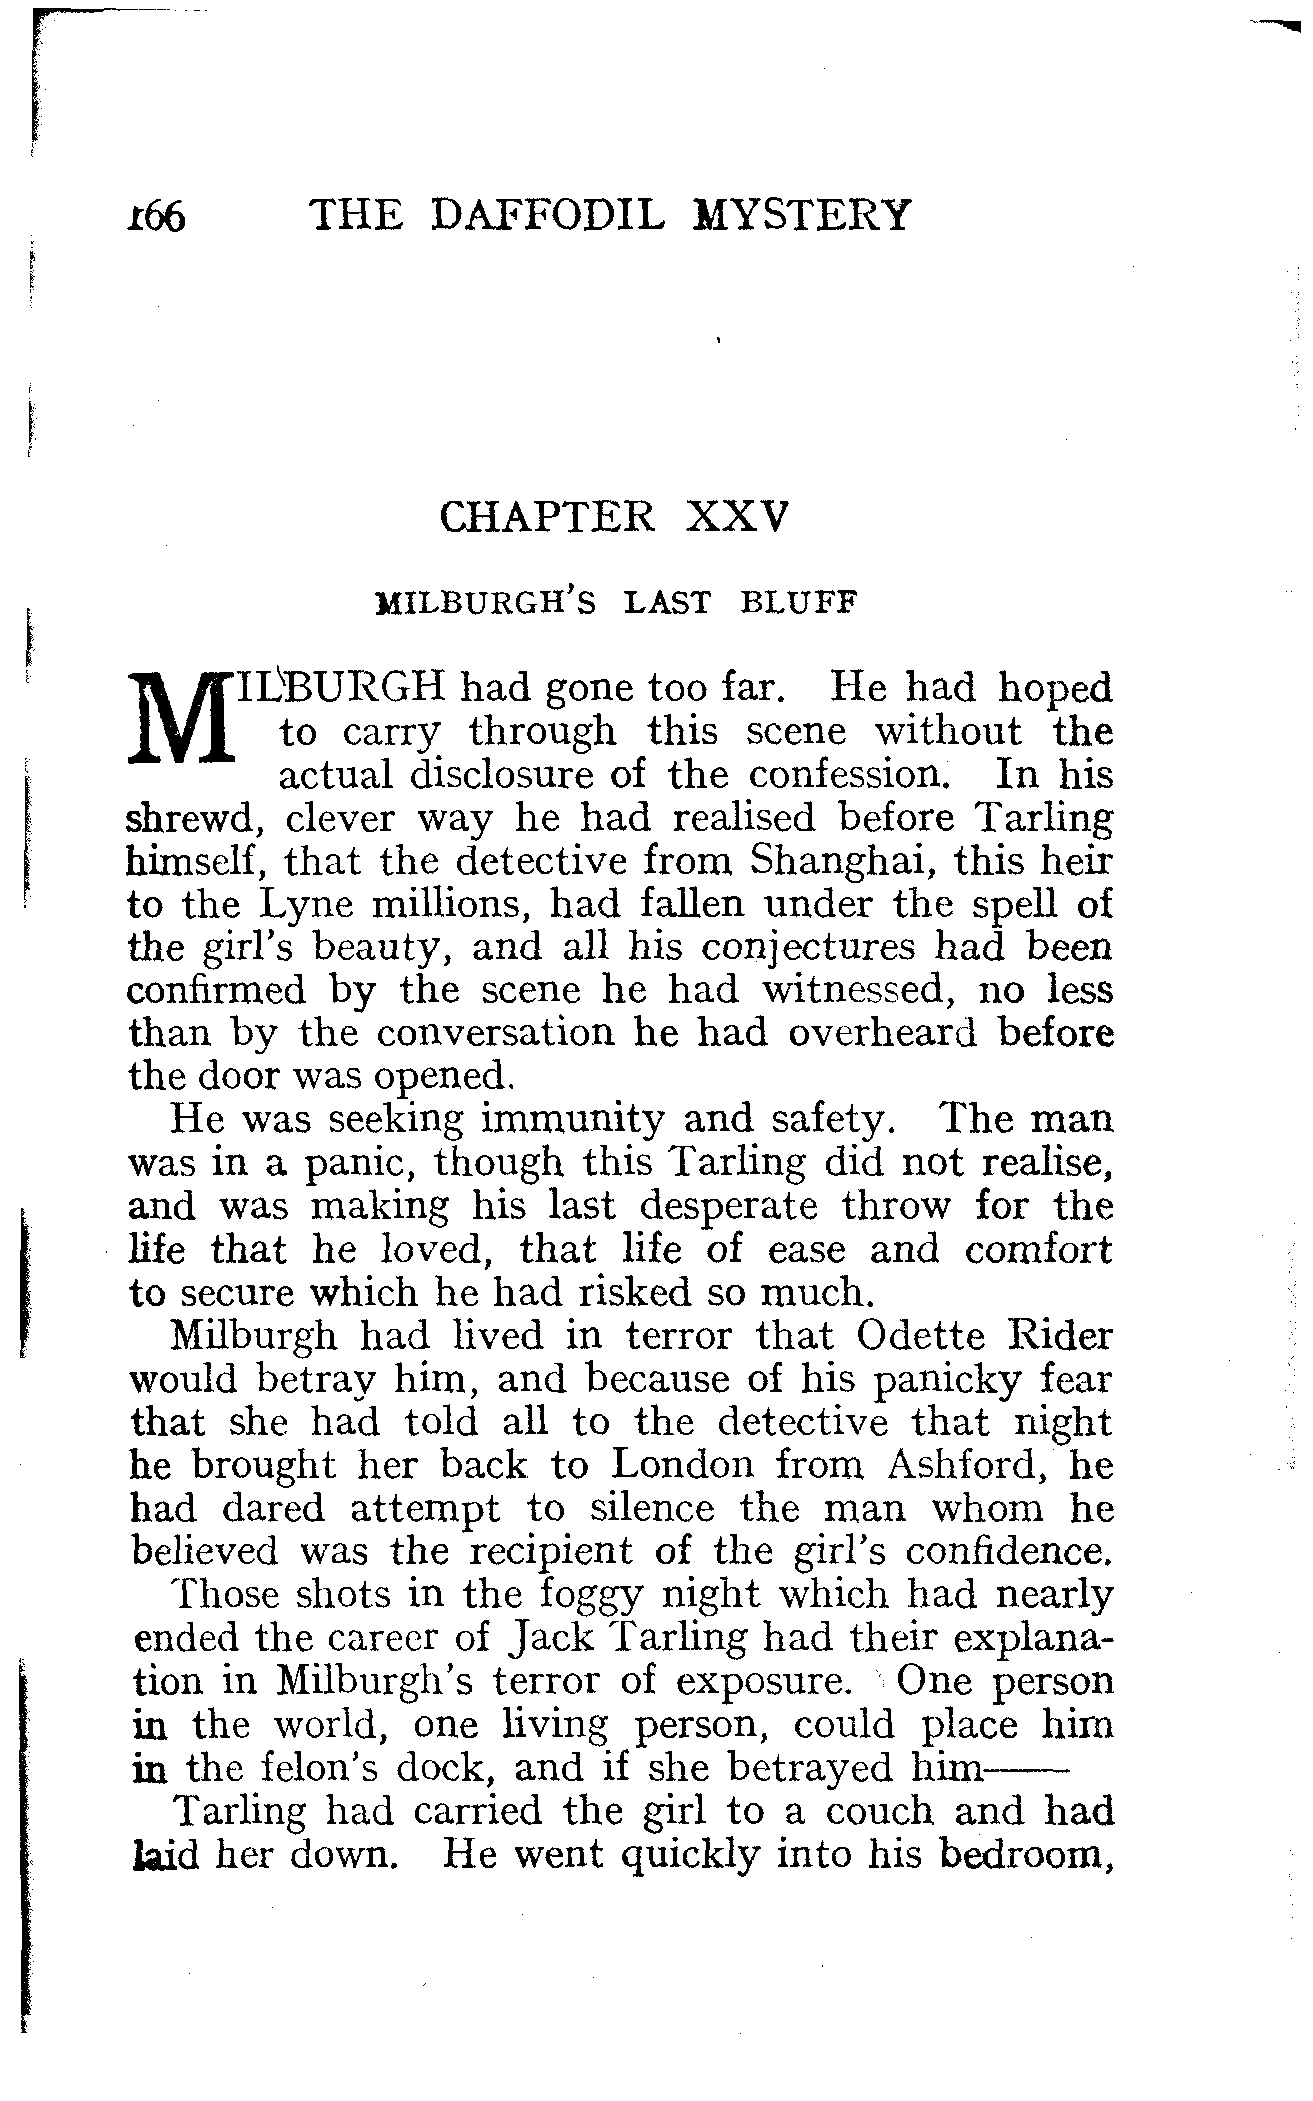 166 THE DAFFODIL MYSTERY
CHAPTER XXV
MILBURGH'S LAST BLUFF
MILBURGH had gone too far. He had hoped
to carry through this scene without the
actual disclosure of the confession. In his
shrewd, clever way he had realised before Tarling
himself, that the detective from Shanghai, this heir
to the Lyne millions, had fallen under the spell of
the girl's beauty, and all his conjectures had been
confirmed by the scene he had witnessed, no less
than by the conversation he had overheard before
the door was opened.
He was seeking immunity and safety. The man
was in a panic, though this Tarling did not realise,
and was making his last desperate throw for the
life that he loved, that life of ease and comfort
to secure which he had risked so much.
Milburgh had lived in terror that Odette Rider
would betray him, and because of his panicky fear
that she had told all to the detective that night
he brought her back to London from Ashford, he
had dared attempt to silence the man whom he
believed was the recipient of the girl's confidence.
Those shots in the foggy night which had nearly
ended the career of Jack Tarling had their explana-
tion in Milburgh's terror of exposure. One person
in the world, one living person, could place him
in the felon's dock, and if she betrayed him——
Tarling had carried the girl to a couch and had
laid her down. He went quickly into his bedroom,